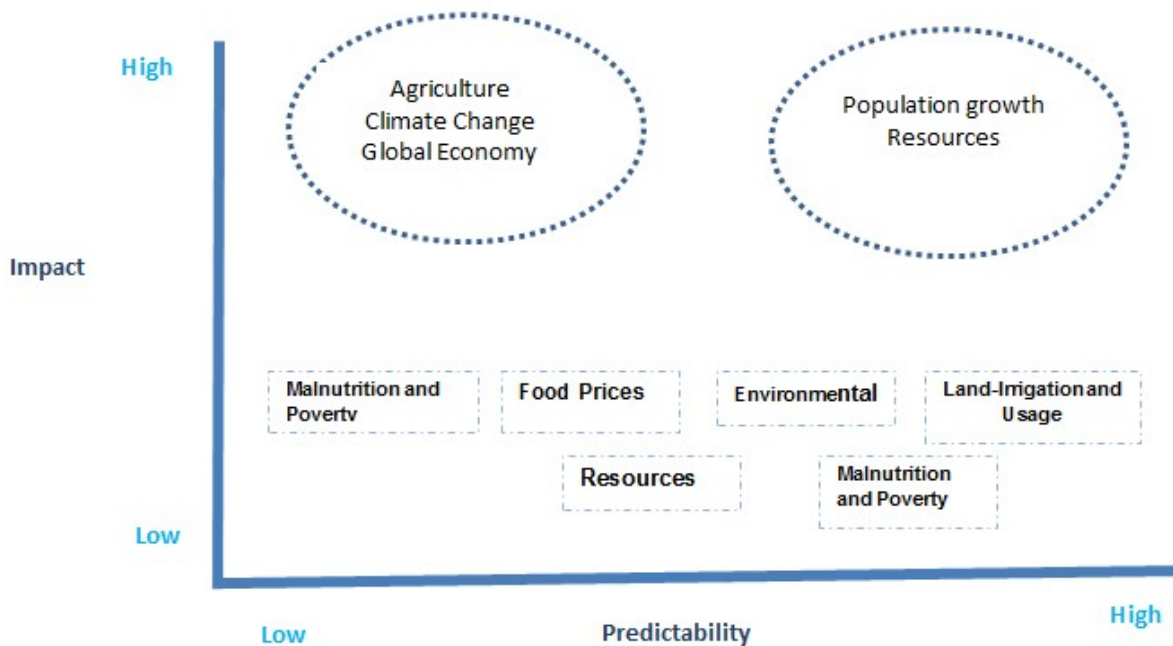 High
Agriculture
Climate Change
Global Economy
Population growth
Resources
Impact
Malnutrition and
Poverty
Food Prices
Environmental
Land-Irrigation and
Usage
Resources
Malnutrition
and Poverty
Low
Low
Predictability
High